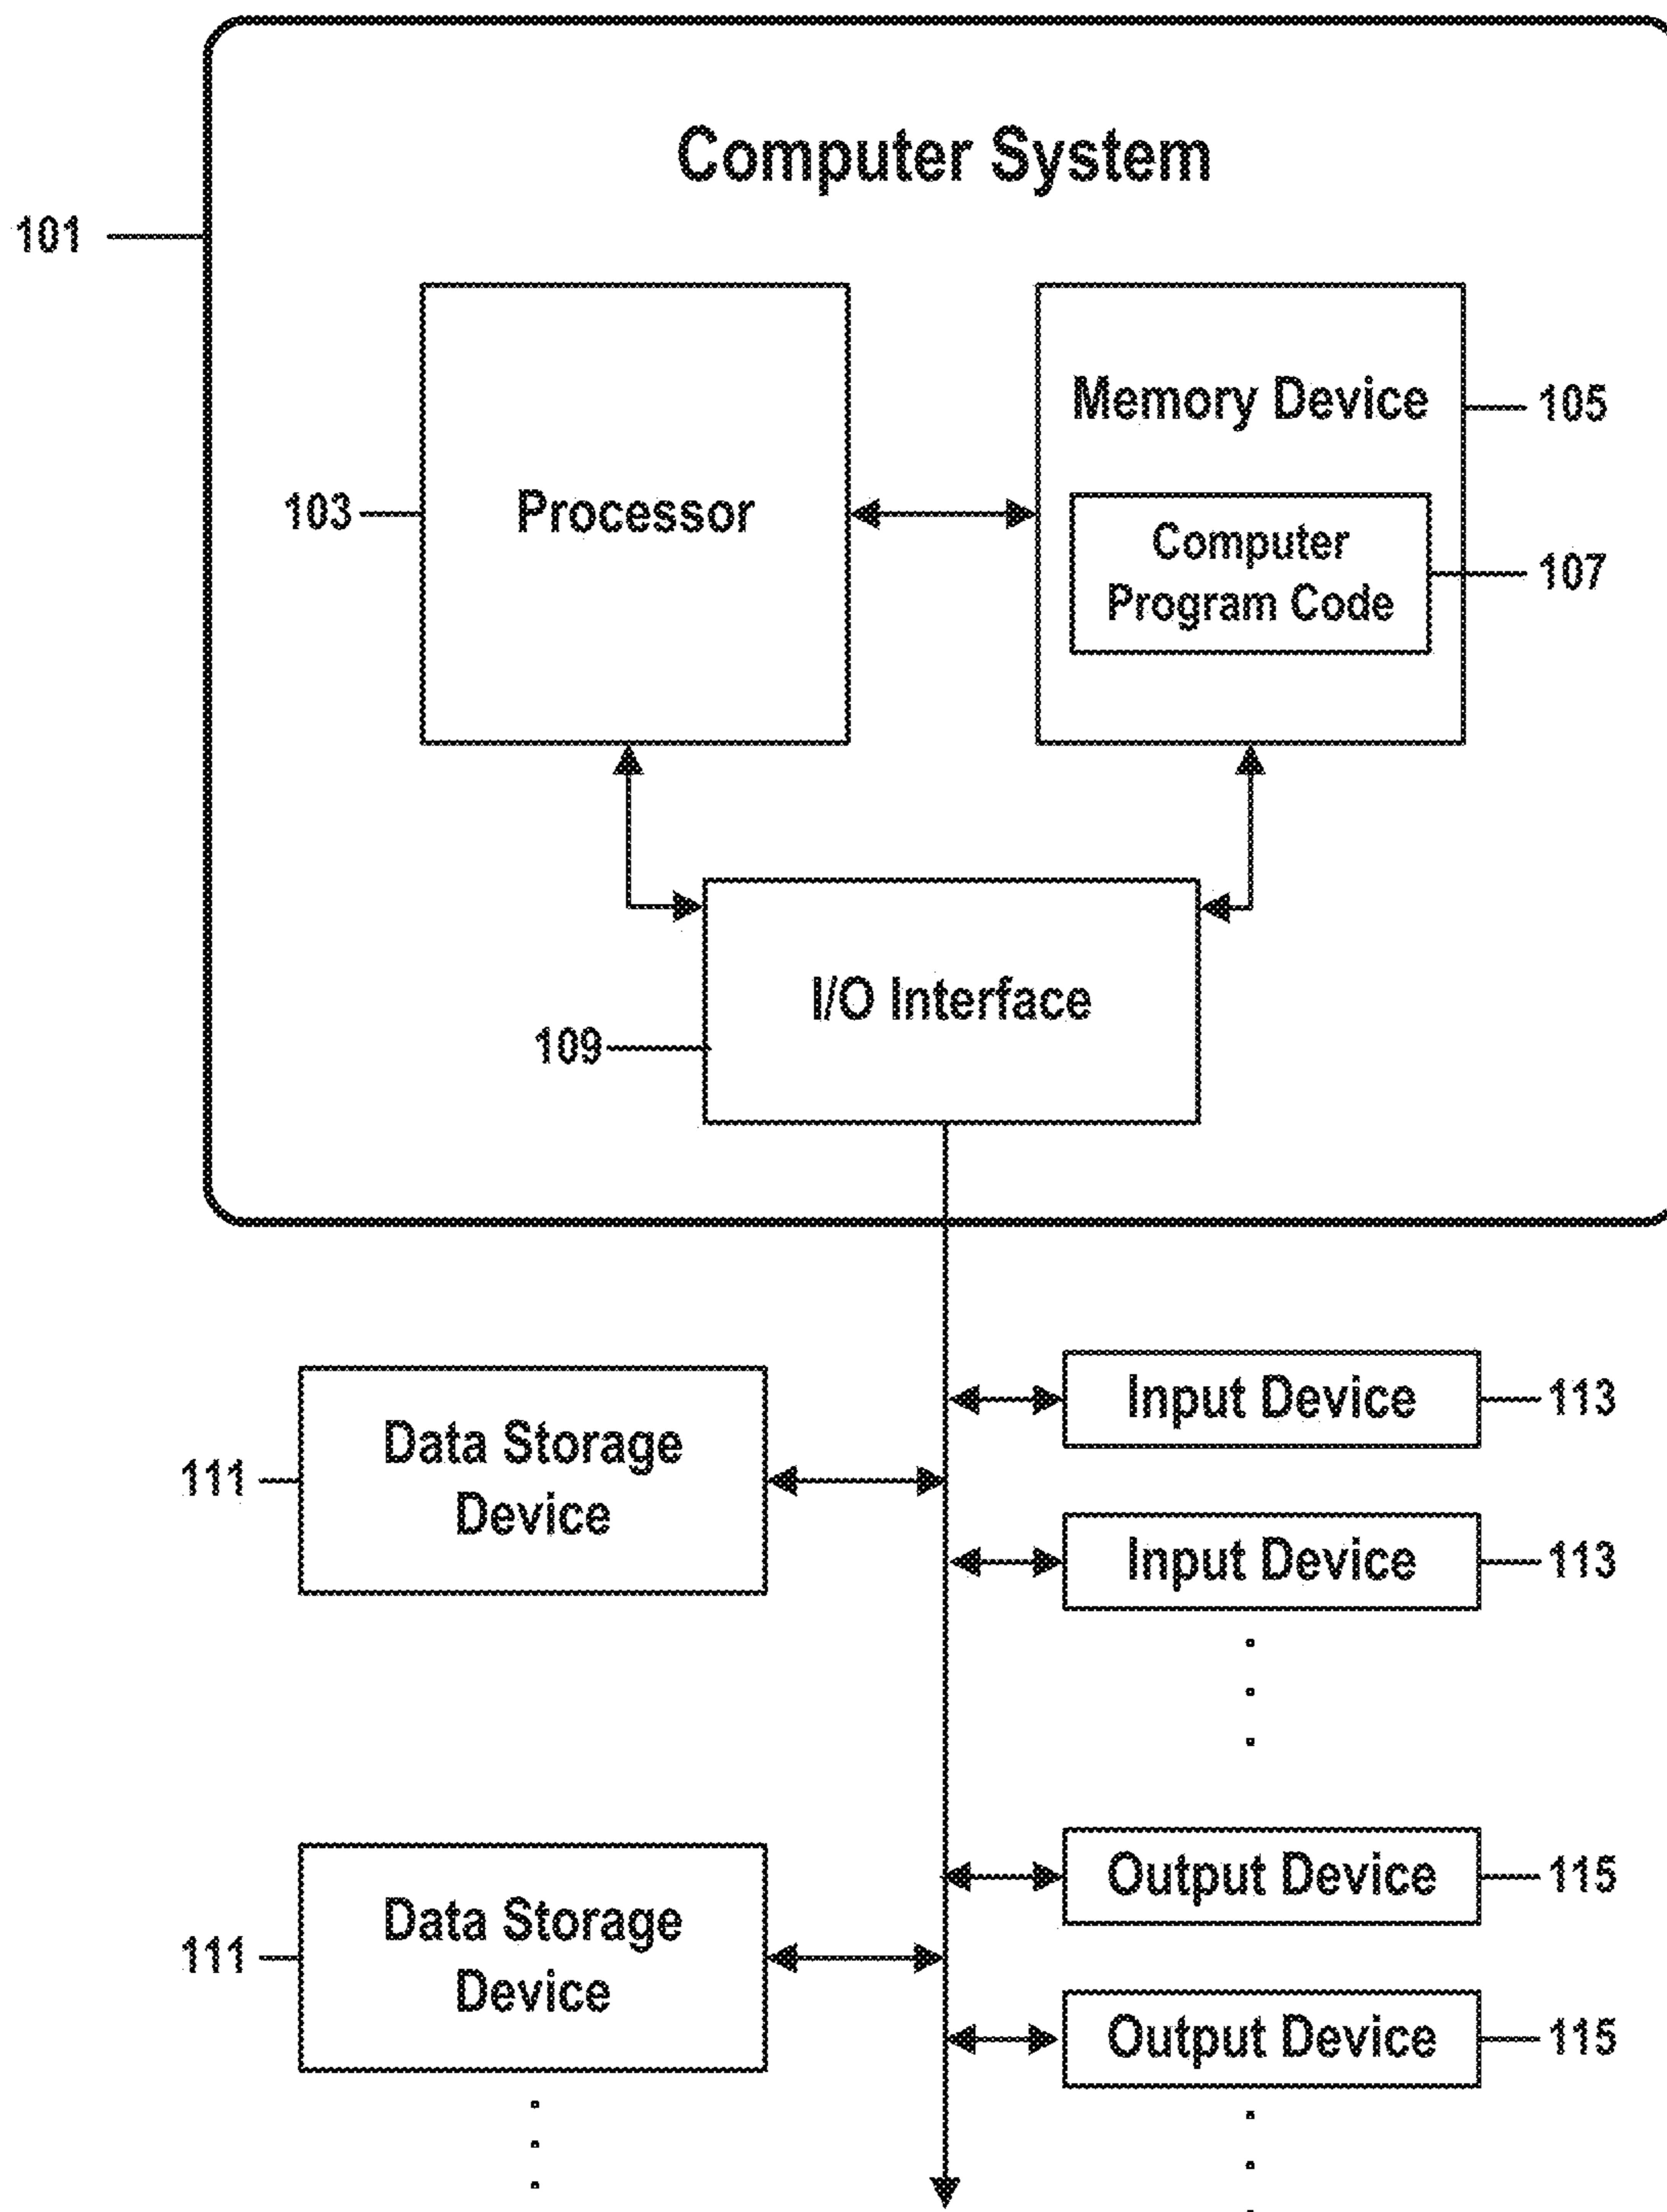 Computer System
101
Processor
103
Memory Device
105
Computer
Program Code
107
I/O Interface
109
Data Storage
Device
111
Input Device
113
Input Device
113
Data Storage
Device
111
Output Device
115
Output Device
115